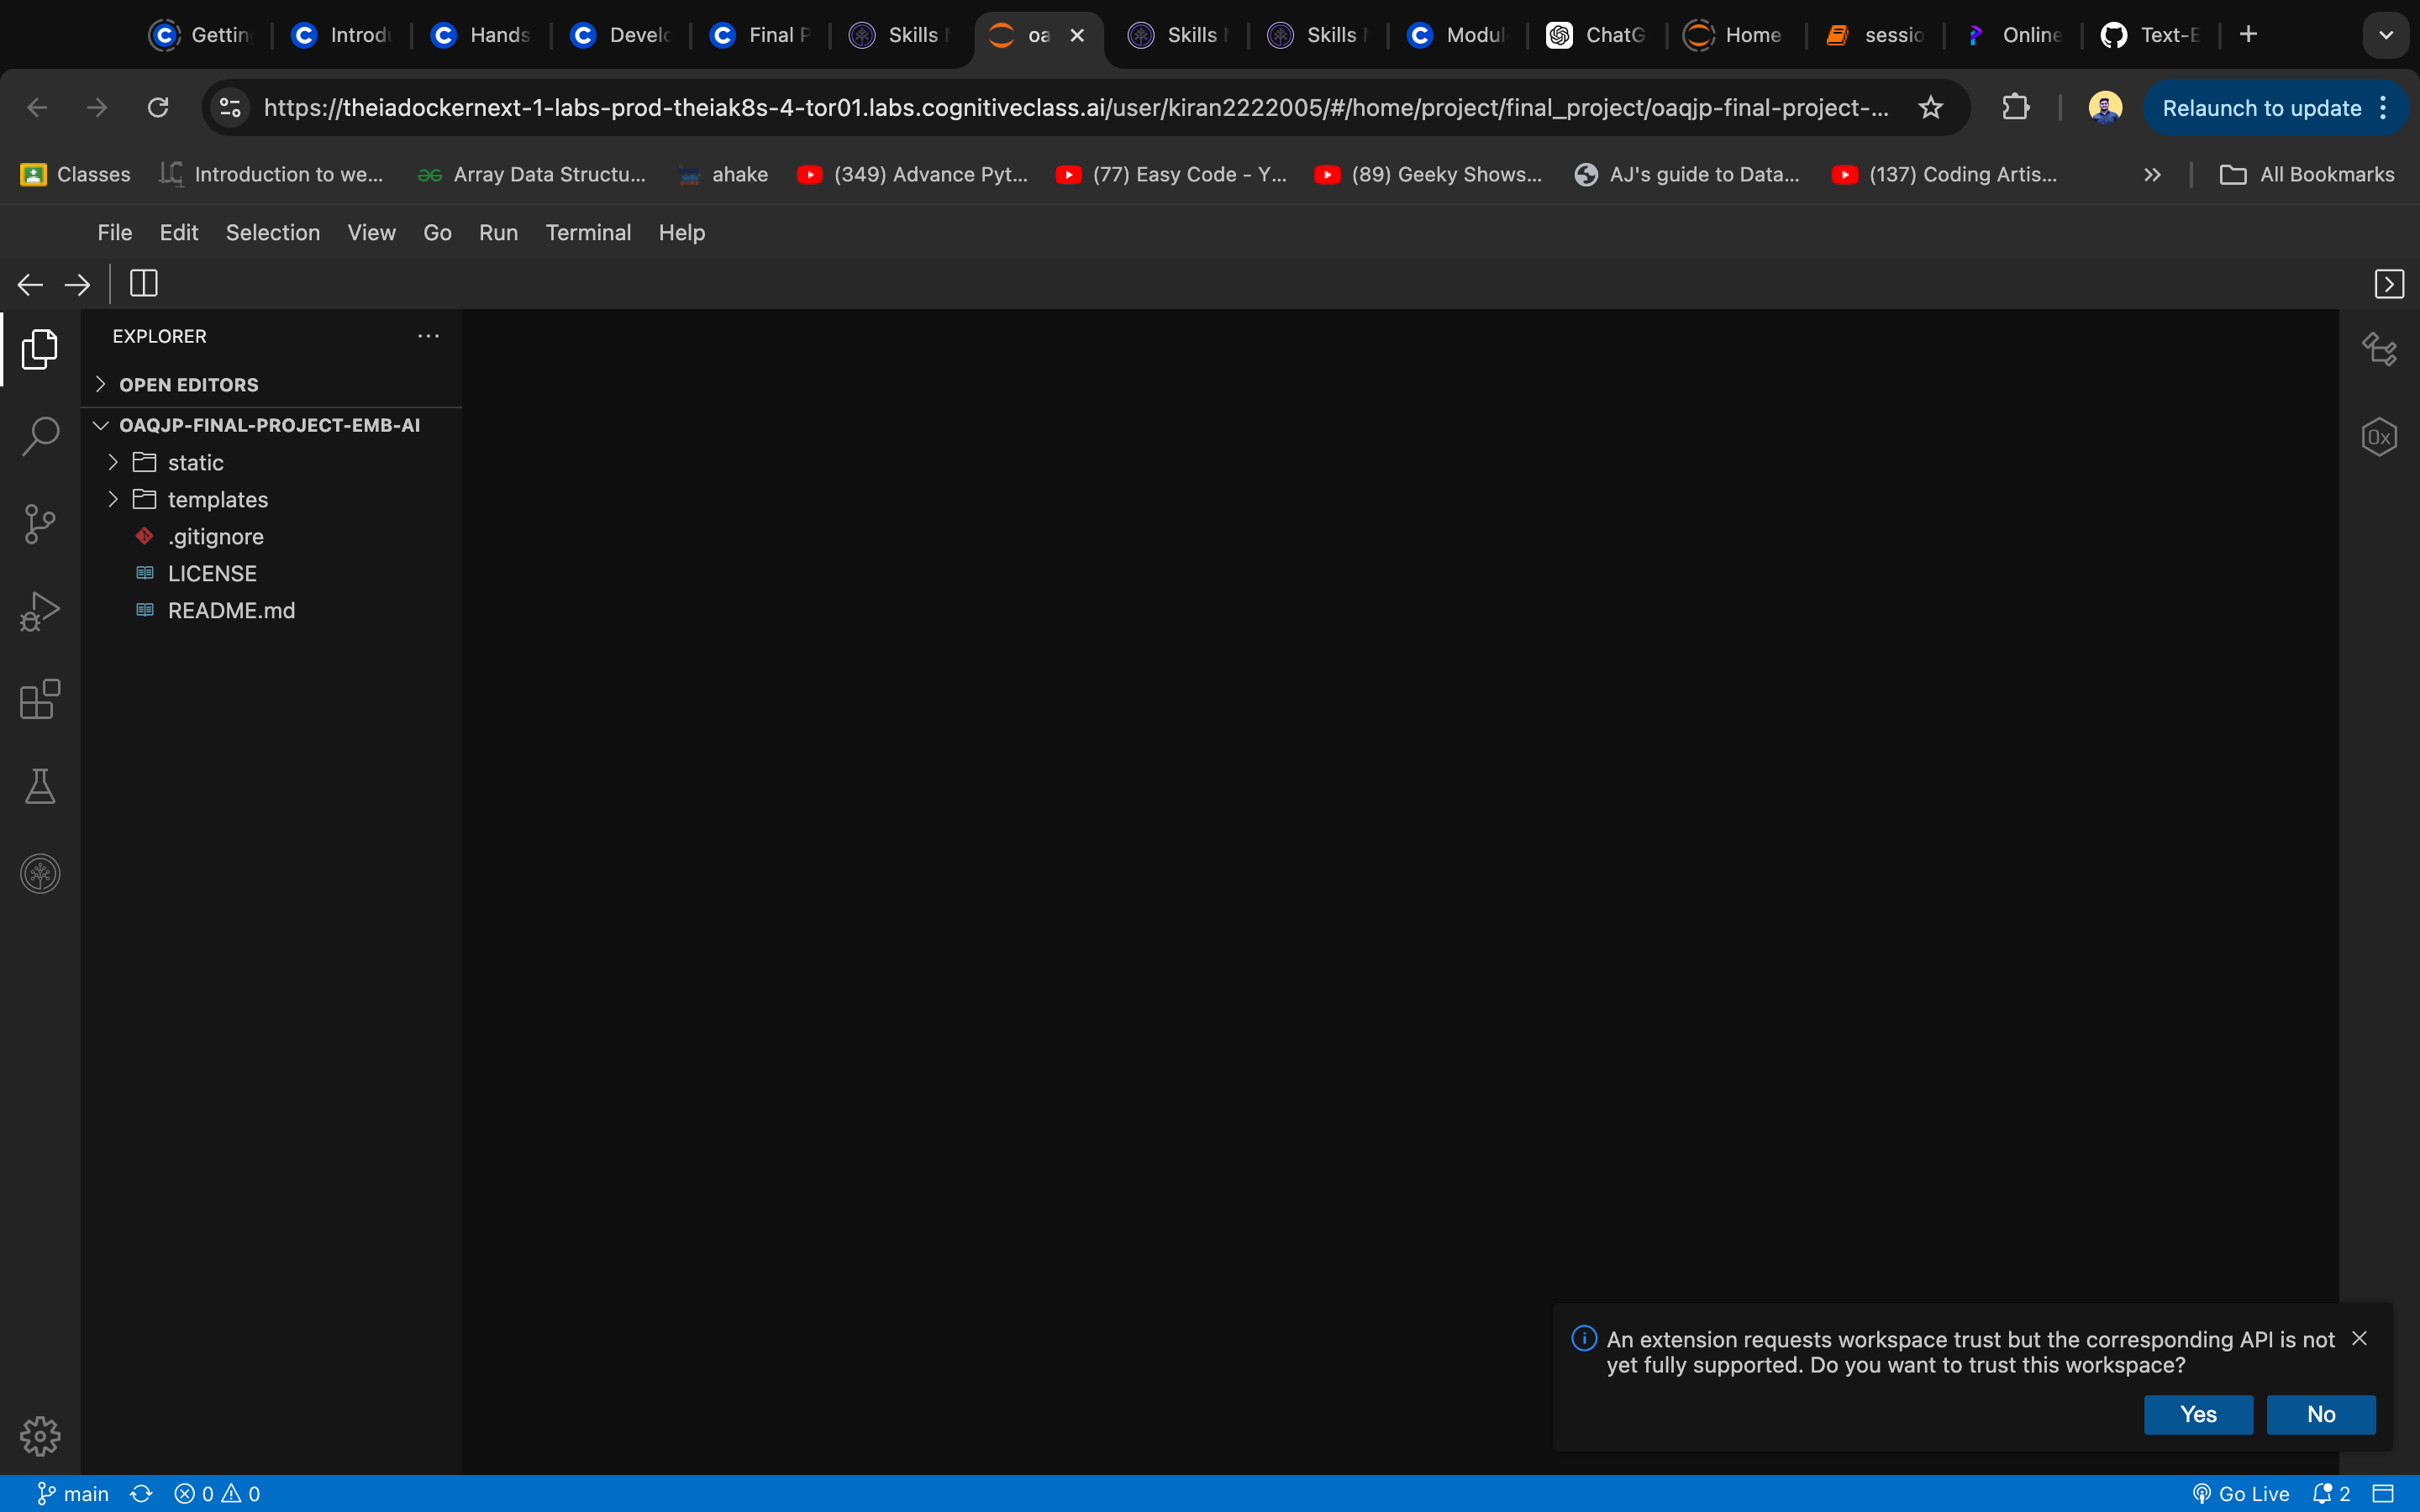 Gettin Introdu Hands Develo Final P Skills N oa Skills N Skills N Modul ChatG Home sessio Online Text-E
https://theiadockernext-1-labs-prod-theiak8s-4-tor01.labs.cognitiveclass.ai/user/kiran2222005/#/home/project/final_project/oaqjp-final-project-... Relaunch to update
Classes Introduction to we... Array Data Structu... ahake (349) Advance Pyt... (77) Easy Code - Y... (89) Geeky Shows... AJ's guide to Data... (137) Coding Artis... All Bookmarks
File Edit Selection View Go Run Terminal Help
EXPLORER
OPEN EDITORS
OAQJP-FINAL-PROJECT-EMB-AI
static
templates
.gitignore
LICENSE
README.md
0x
An extension requests workspace trust but the corresponding API is not
yet fully supported. Do you want to trust this workspace?
Yes No
main 0 0 Go Live 2